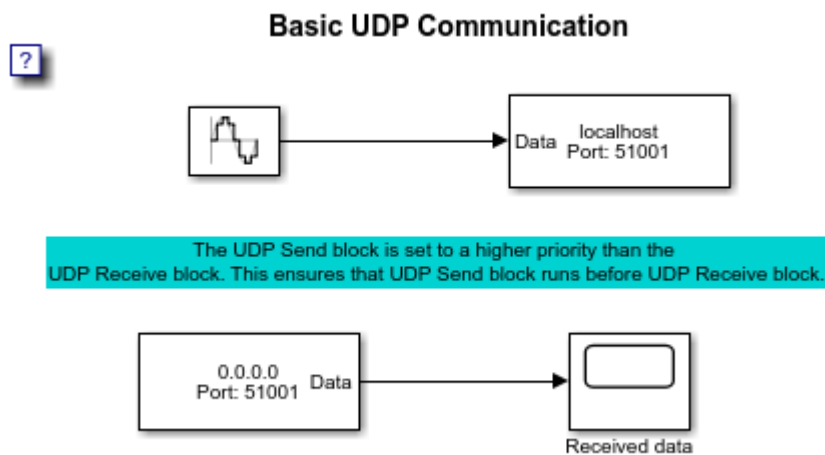 Basic UDP Communication
?
Data
localhost
Port: 51001
The UDP Send block is set to a higher priority than the
UDP Receive block. This ensures that UDP Send block runs before UDP Receive block.
0.0.0.0
Port: 51001
Data
Received data